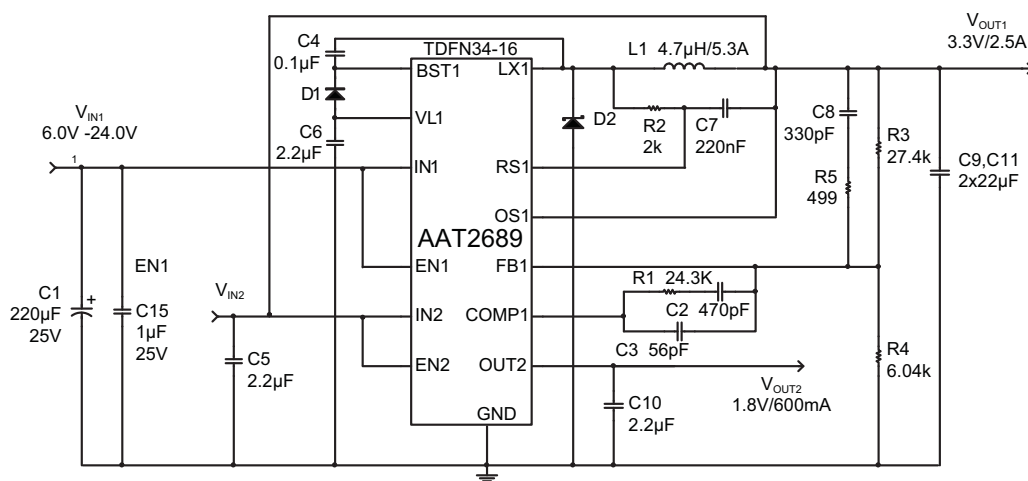 C4
0.1µF
TDFN34-16
BST1
LX1
L1 4.7µH/5.3A
V_OUT1
3.3V/2.5A
D1
V_IN1
6.0V -24.0V
1
C6
2.2µF
VL1
D2
R2
2k
C7
220nF
C8
330pF
R3
27.4k
IN1
RS1
R5
499
C9,C11
2x22µF
OS1
AAT2689
EN1
EN1
FB1
R1 24.3K
C1
220µF
25V
+
C15
1µF
25V
V_IN2
IN2
COMP1
C2
470pF
C3 56pF
C5
2.2µF
EN2
OUT2
R4
6.04k
V_OUT2
1.8V/600mA
C10
2.2µF
GND